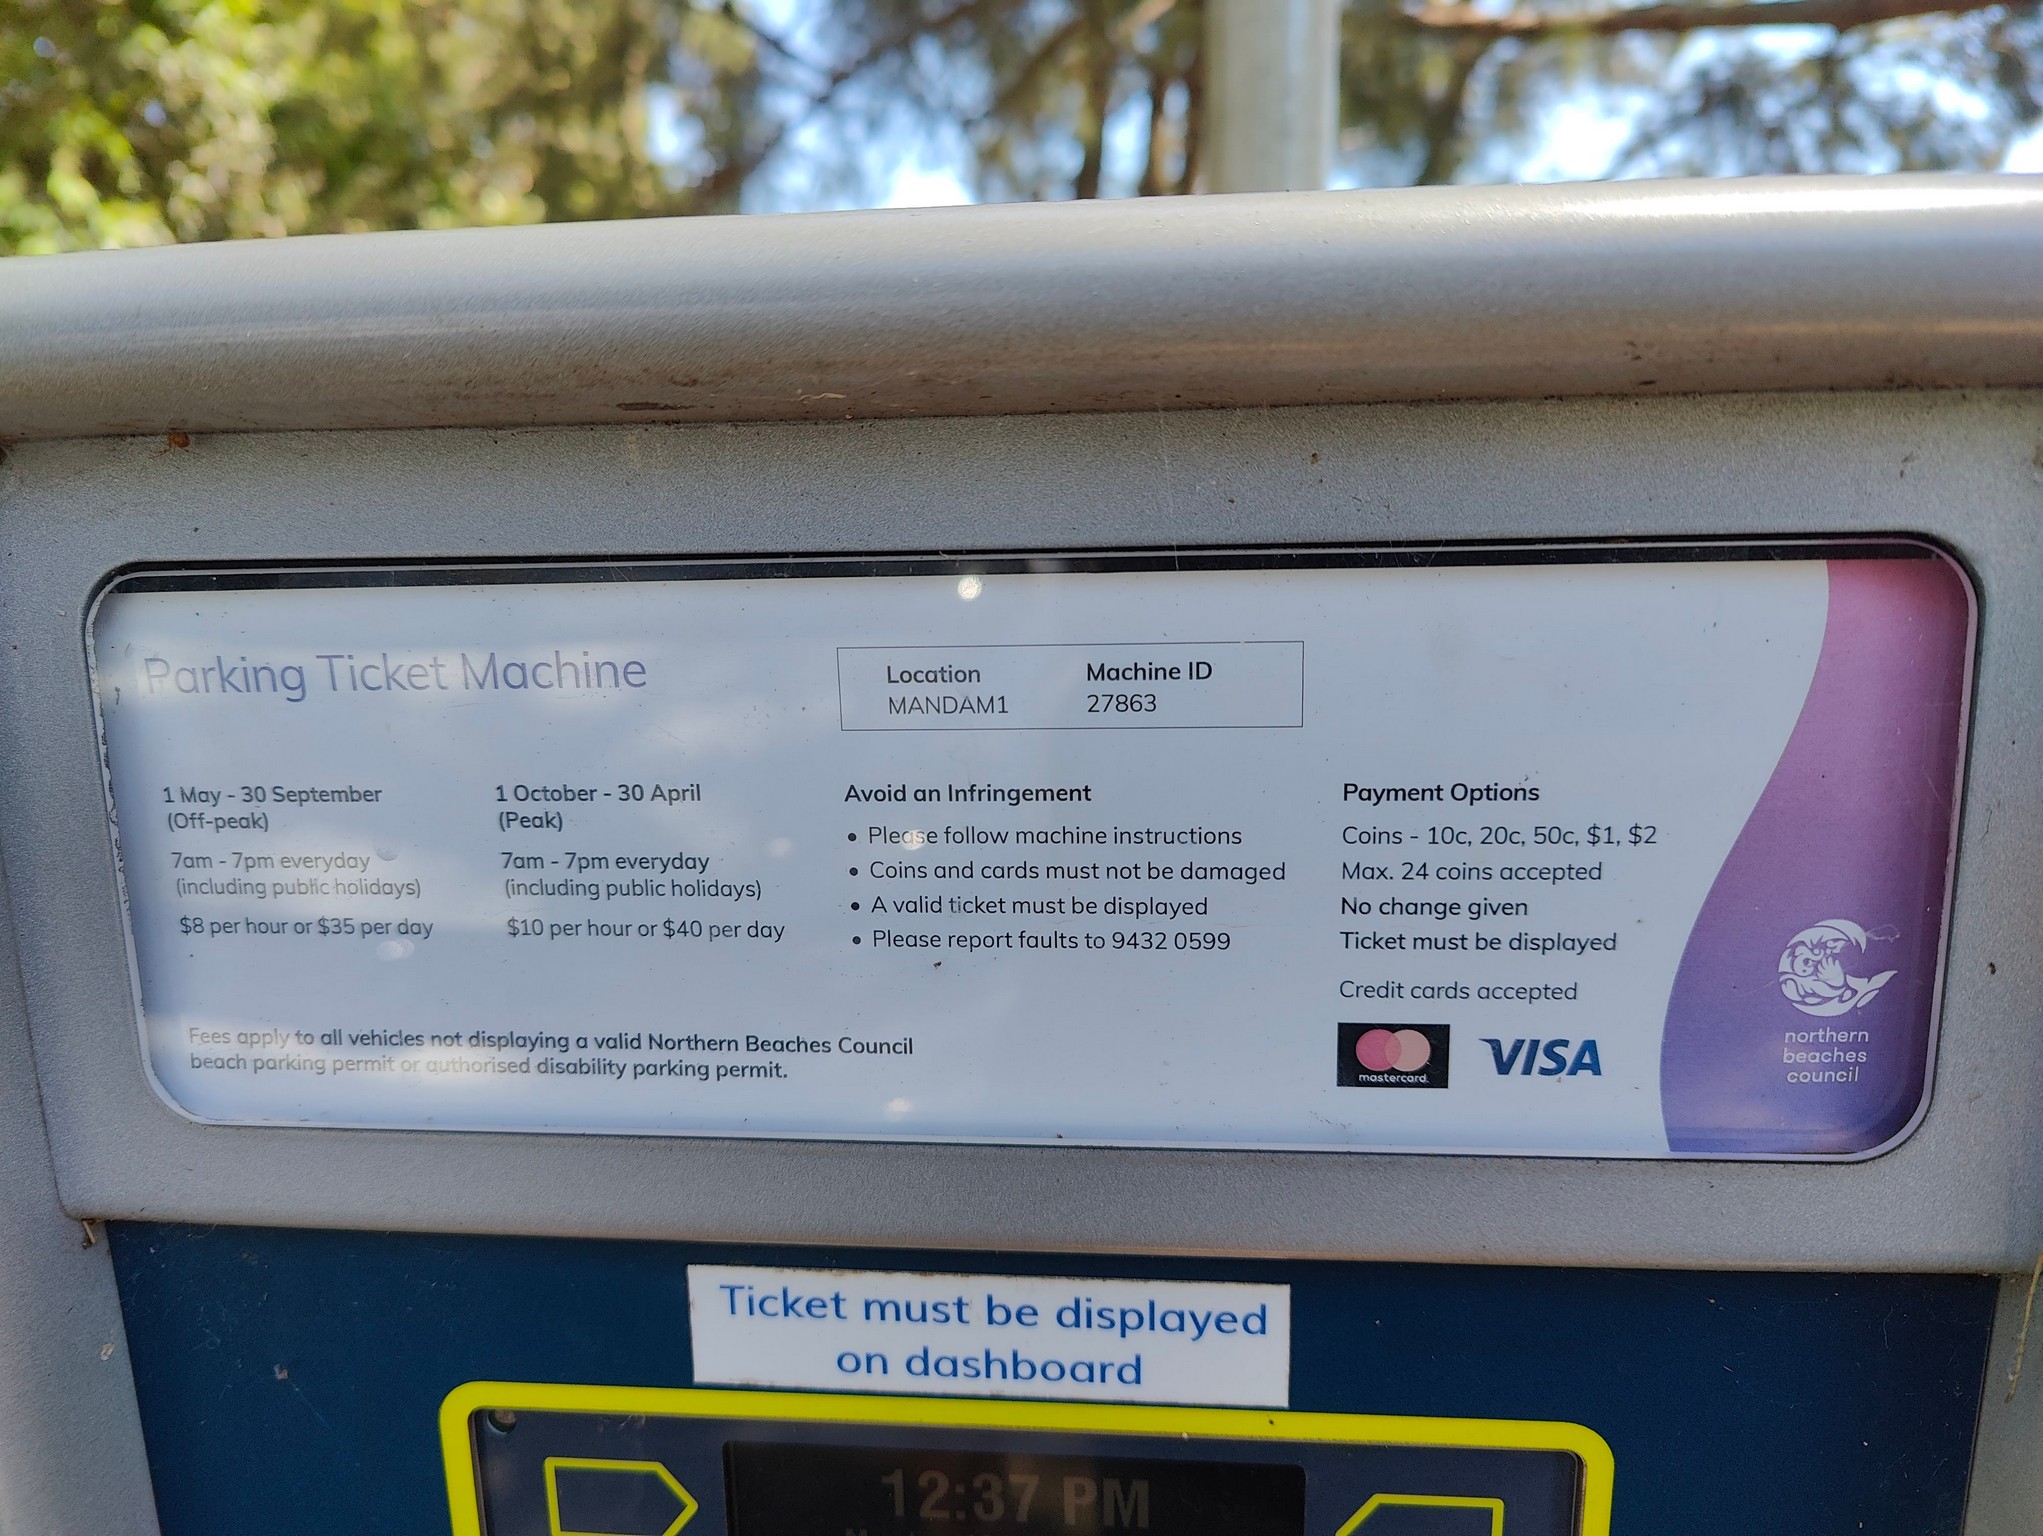 Parking Ticket Machine
Location
MANDAM1
Machine ID
27863
1 May - 30 September
(Off-peak)
7am - 7pm everyday
(including public holidays)
$8 per hour or $35 per day
1 October - 30 April
(Peak)
7am - 7pm everyday
(including public holidays)
$10 per hour or $40 per day
Fees apply to all vehicles not displaying a valid Northern Beaches Council
beach parking permit or authorised disability parking permit.
Avoid an Infringement
• Please follow machine instructions
• Coins and cards must not be damaged
• A valid ticket must be displayed
• Please report faults to 9432 0599
Payment Options
Coins - 10c, 20c, 50c, $1, $2
Max. 24 coins accepted
No change given
Ticket must be displayed
Credit cards accepted
mastercard
VISA
northern
beaches
council
Ticket must be displayed
on dashboard
12:37 PM